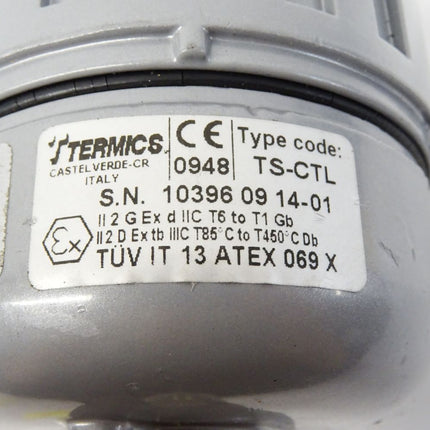 TERMICS
CASTELVERDE-CR
ITALY
CE
0948
Type code:
TS-CTL
S.N. 10396 09 14-01
Ex
II 2 G Ex d IIC T6 to T1 Gb
II 2 D Ex tb IIIC T85°C to T450°C Db
TÜV IT 13 ATEX 069 X